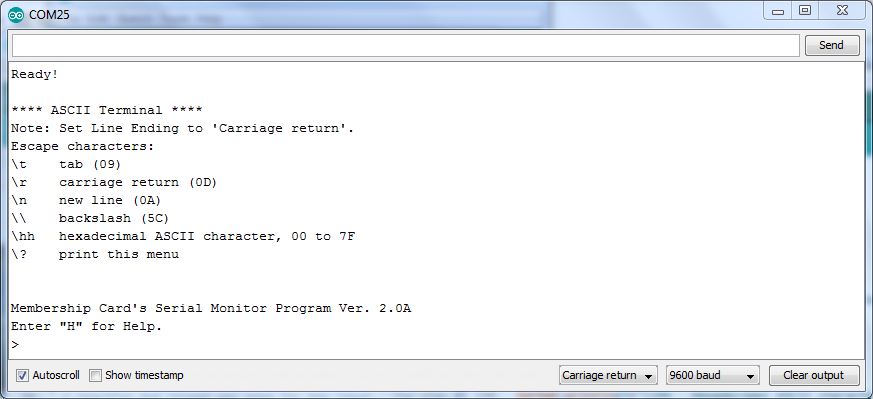 COM25
Send
Ready!
**** ASCII Terminal ****
Note: Set Line Ending to 'Carriage return'.
Escape characters:
\t    tab (09)
\r    carriage return (0D)
\n    new line (0A)
\\    backslash (5C)
\hh   hexadecimal ASCII character, 00 to 7F
\?    print this menu
Membership Card's Serial Monitor Program Ver. 2.0A
Enter "H" for Help.
>
Autoscroll Show timestamp Carriage return 9600 baud Clear output